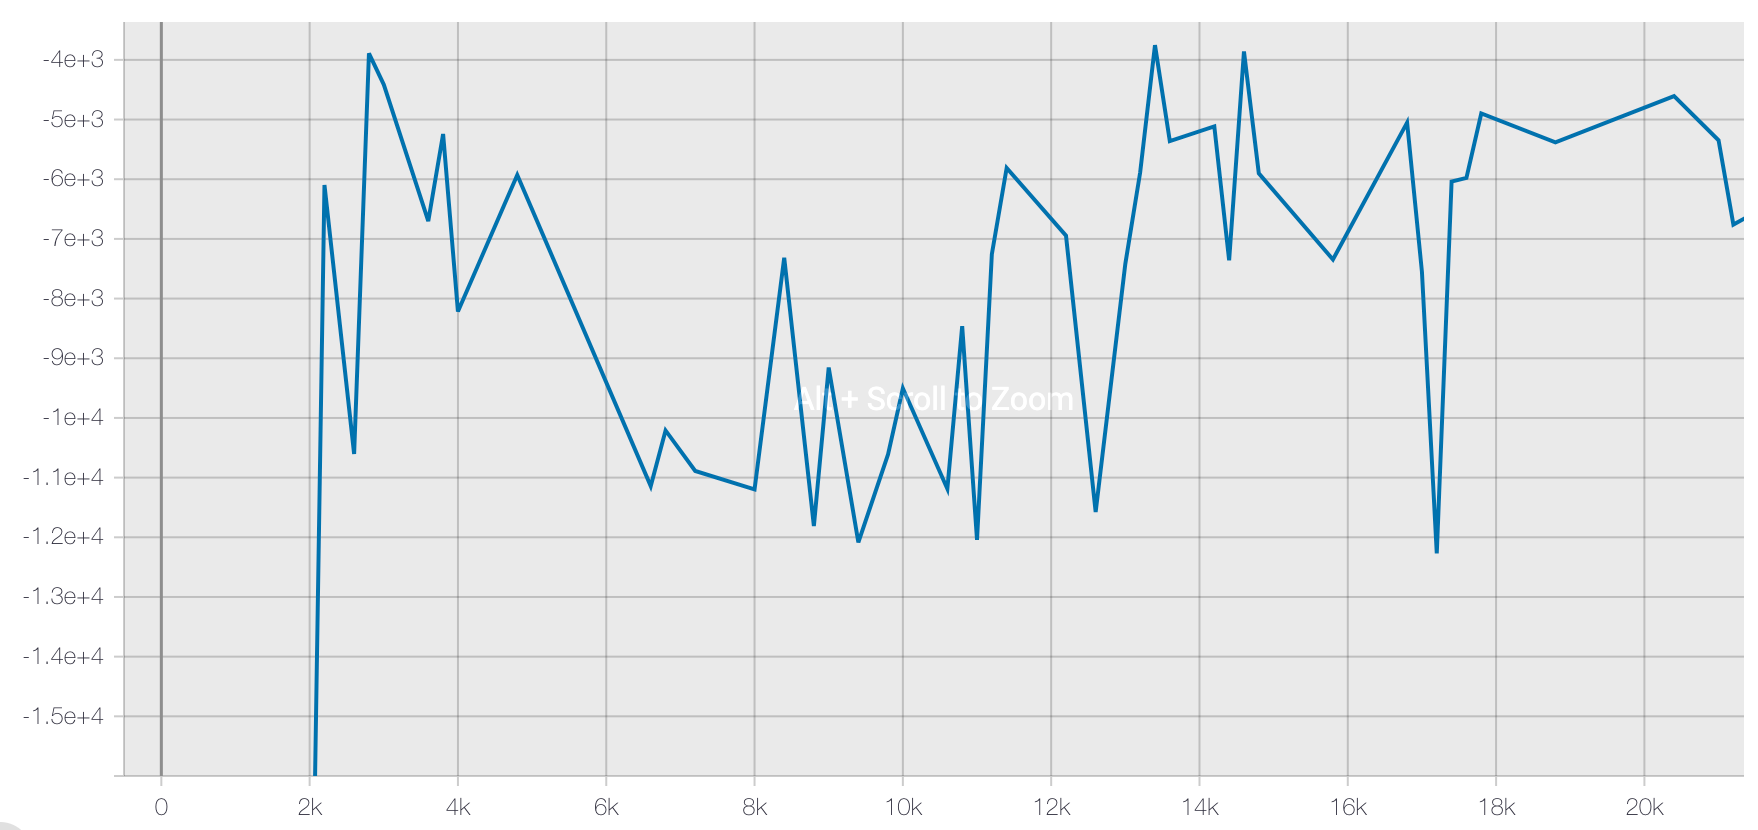 -4e+3
-5e+3
-6e+3
-7e+3
-8e+3
-9e+3
Alt + Scroll to Zoom
-1e+4
-1.1e+4
-1.2e+4
-1.3e+4
-1.4e+4
-1.5e+4
0 2k 4k 6k 8k 10k 12k 14k 16k 18k 20k